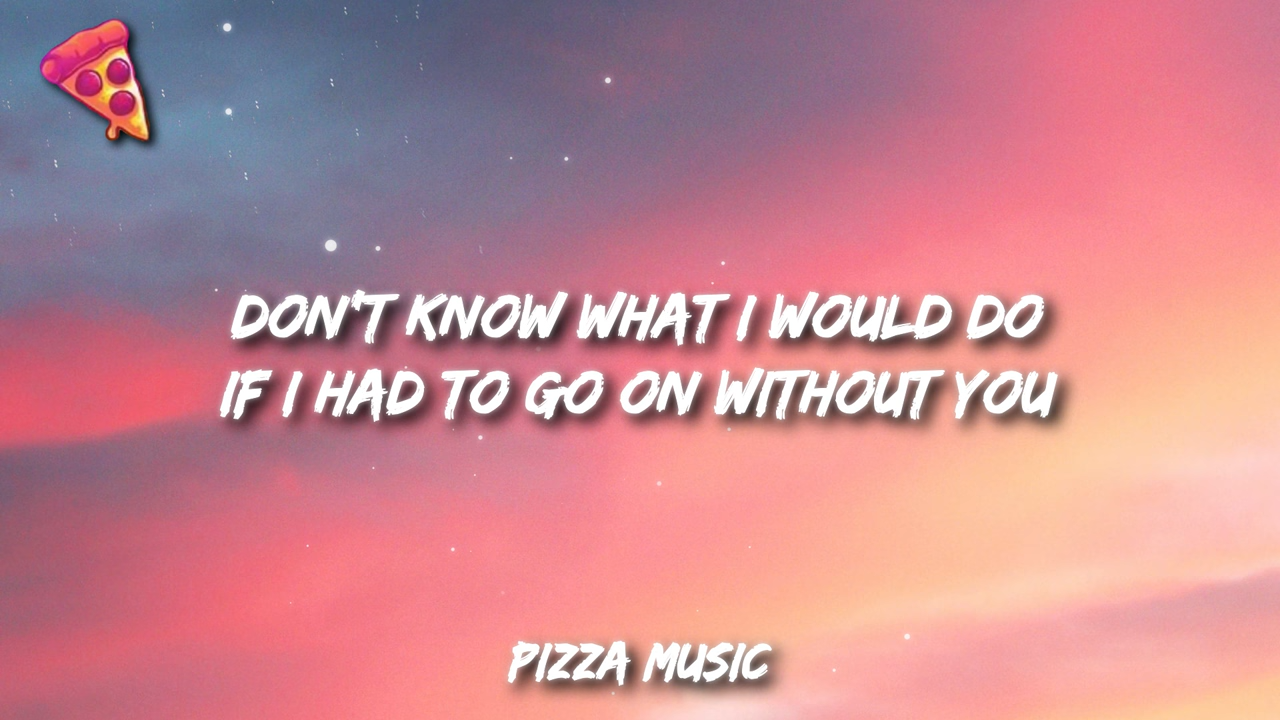 DON'T KNOW WHAT I WOULD DO
IF I HAD TO GO ON WITHOUT YOU
PIZZA MUSIC